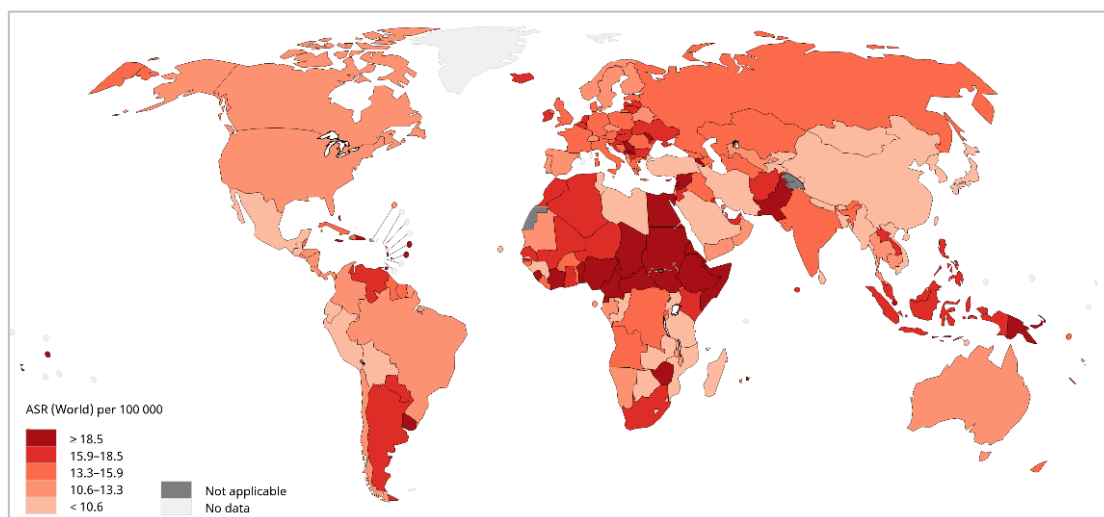 ASR (World) per 100 000
≥ 18.5
15.9–18.5
13.3–15.9
10.6–13.3
< 10.6
Not applicable
No data